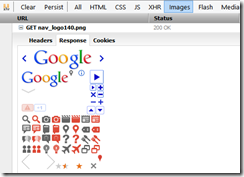 Clear Persist All HTML CSS JS XHR Images Flash Media
URL Status
GET nav_logo140.png 200 OK
Headers Response Cookies
Google
Google